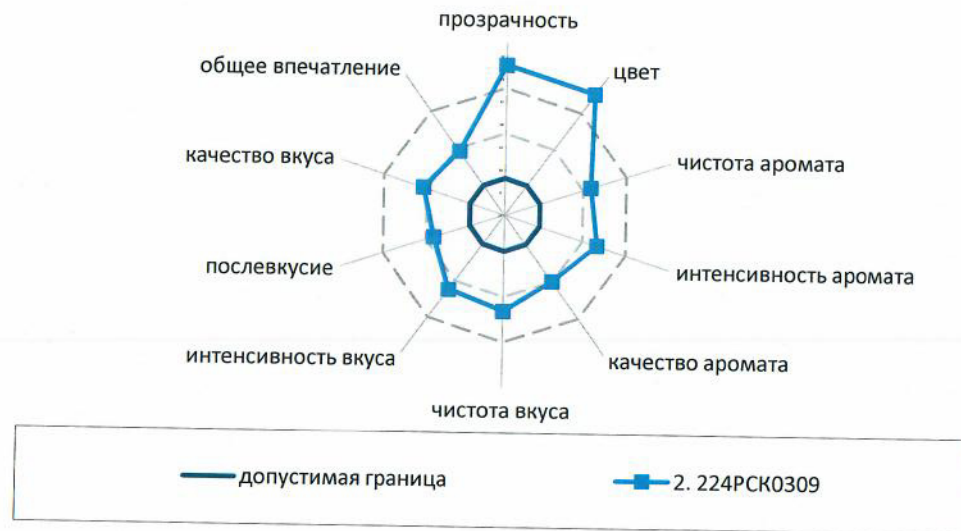 прозрачность
цвет
общее впечатление
чистота аромата
качество вкуса
интенсивность аромата
послевкусие
качество аромата
интенсивность вкуса
чистота вкуса
допустимая граница
2. 224РСК0309